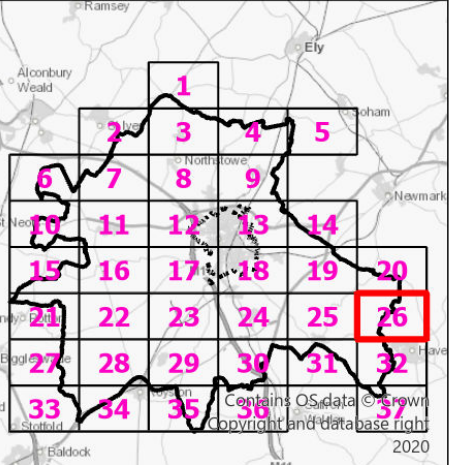 Ramsey
Ely
Alconbury
Weald
1
Soham
2 3 4 5
Northstowe
6 7 8 9
Newmark
10 11 12 13 14
15 16 17 18 19 20
21 22 23 24 25 26
27 28 29 30 31 32
Royston
Contains OS data © Crown
33 34 35 36 37
Copyright and database right
Stotfold
2020
Baldock
M11